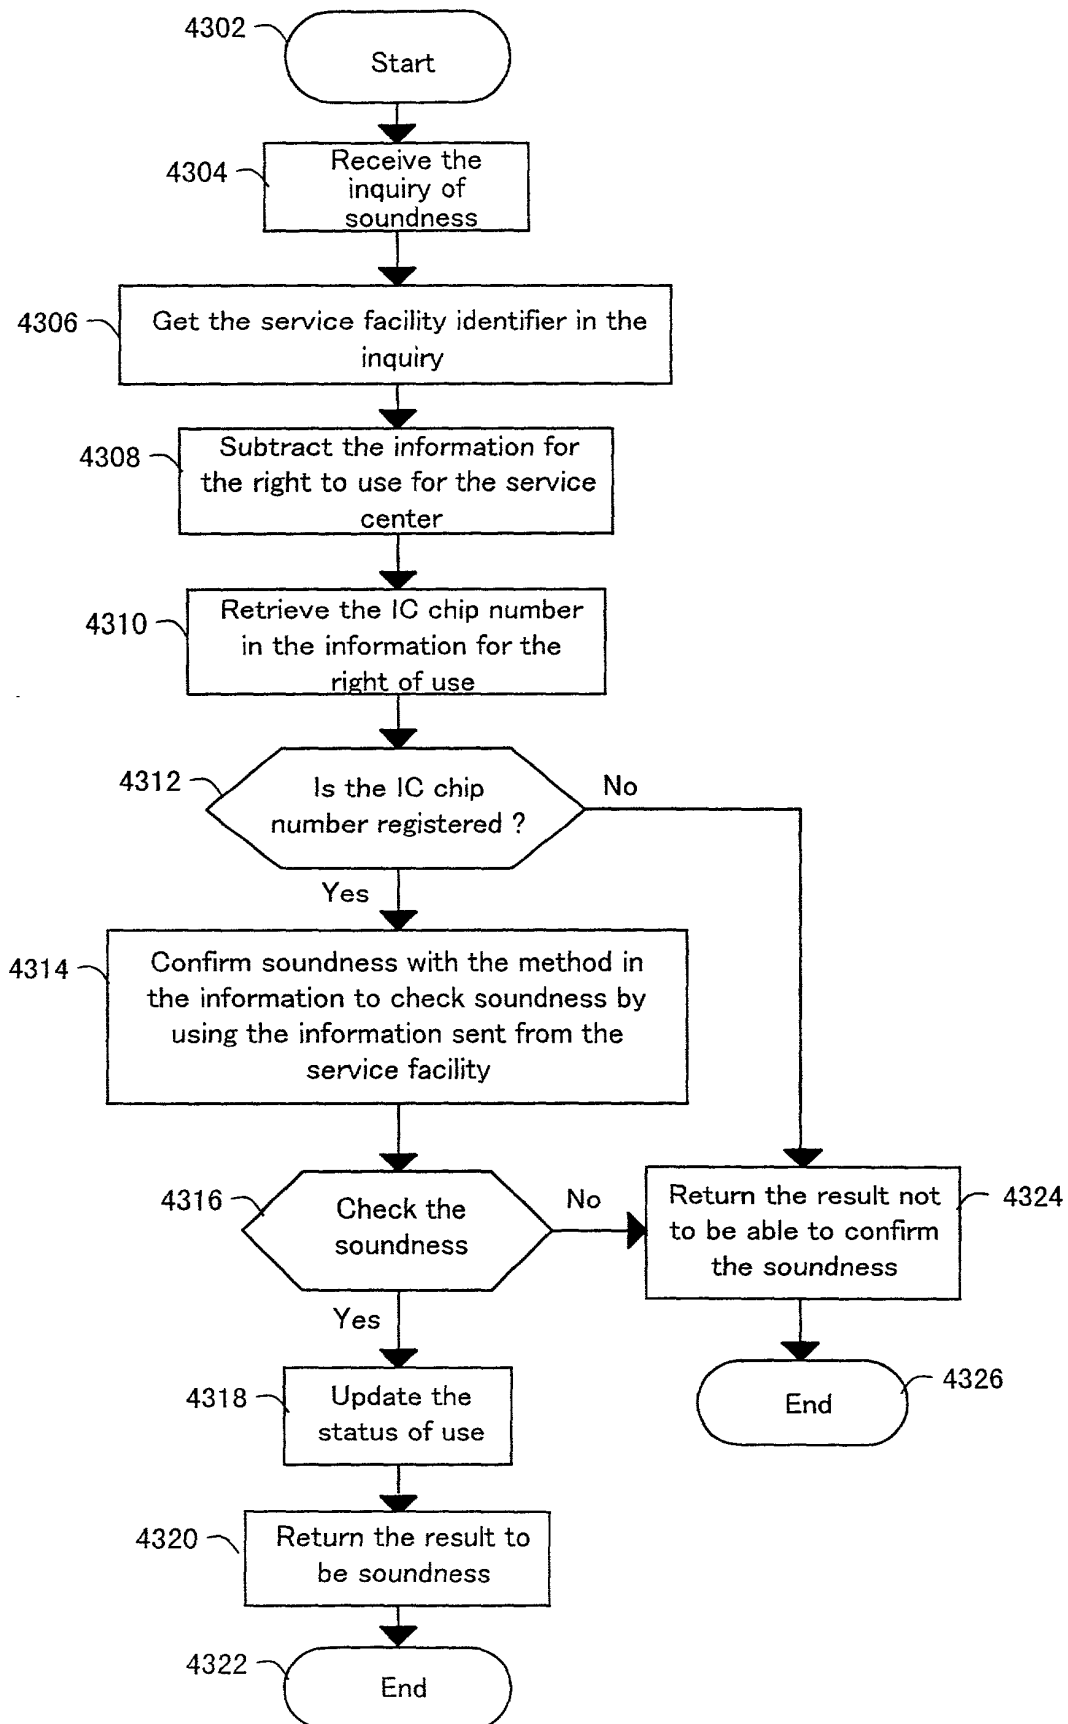 4302
Start
4304
Receive the
inquiry of
soundness
4306
Get the service facility identifier in the
inquiry
4308
Subtract the information for
the right to use for the service
center
4310
Retrieve the IC chip number
in the information for the
right of use
4312
Is the IC chip
number registered ?
No
Yes
4314
Confirm soundness with the method in
the information to check soundness by
using the information sent from the
service facility
4316
Check the
soundness
No
Return the result not
to be able to confirm
the soundness
4324
Yes
4318
Update the
status of use
End
4326
4320
Return the result to
be soundness
4322
End